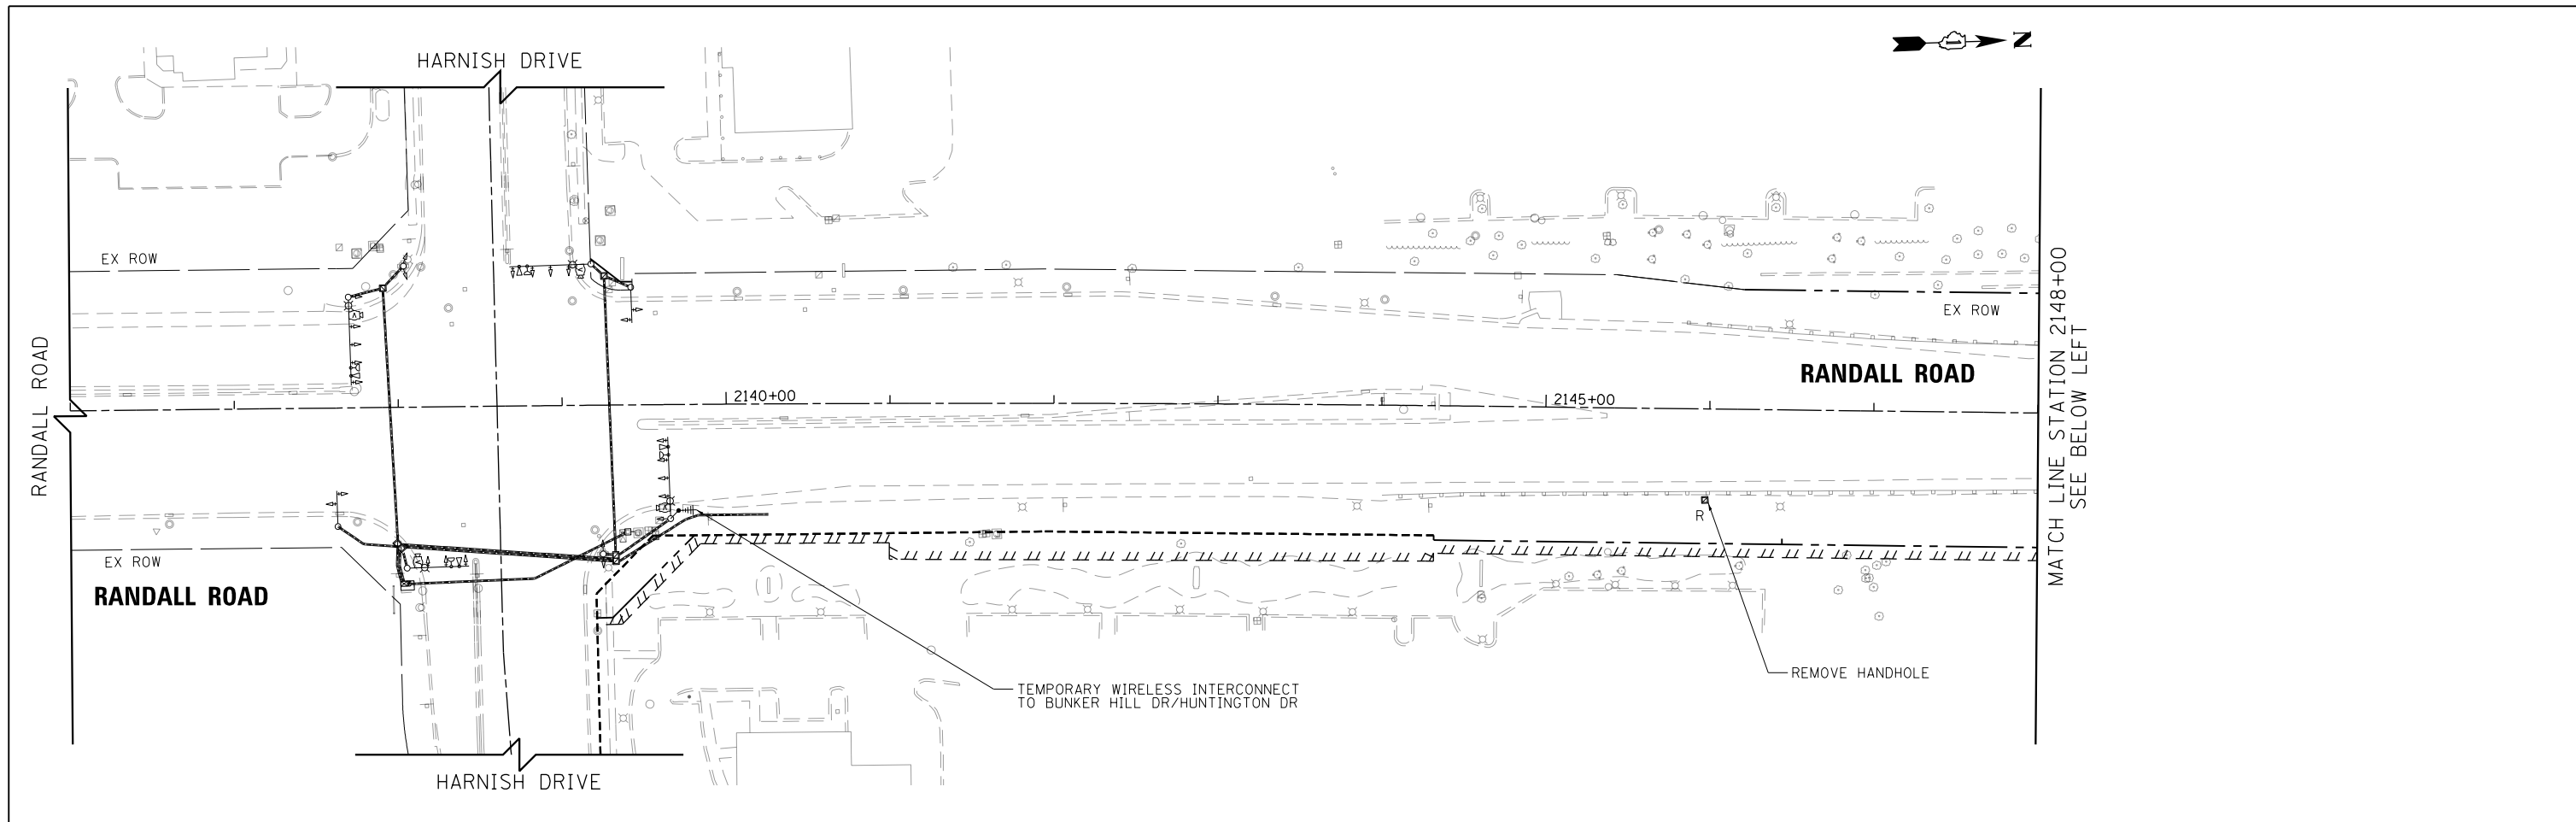 HARNISH DRIVE
N
EX ROW
EX ROW
RANDALL ROAD
2140+00
2145+00
RANDALL ROAD
MATCH LINE STATION 2148+00
SEE BELOW LEFT
R
EX ROW
RANDALL ROAD
REMOVE HANDHOLE
TEMPORARY WIRELESS INTERCONNECT
TO BUNKER HILL DR/HUNTINGTON DR
HARNISH DRIVE